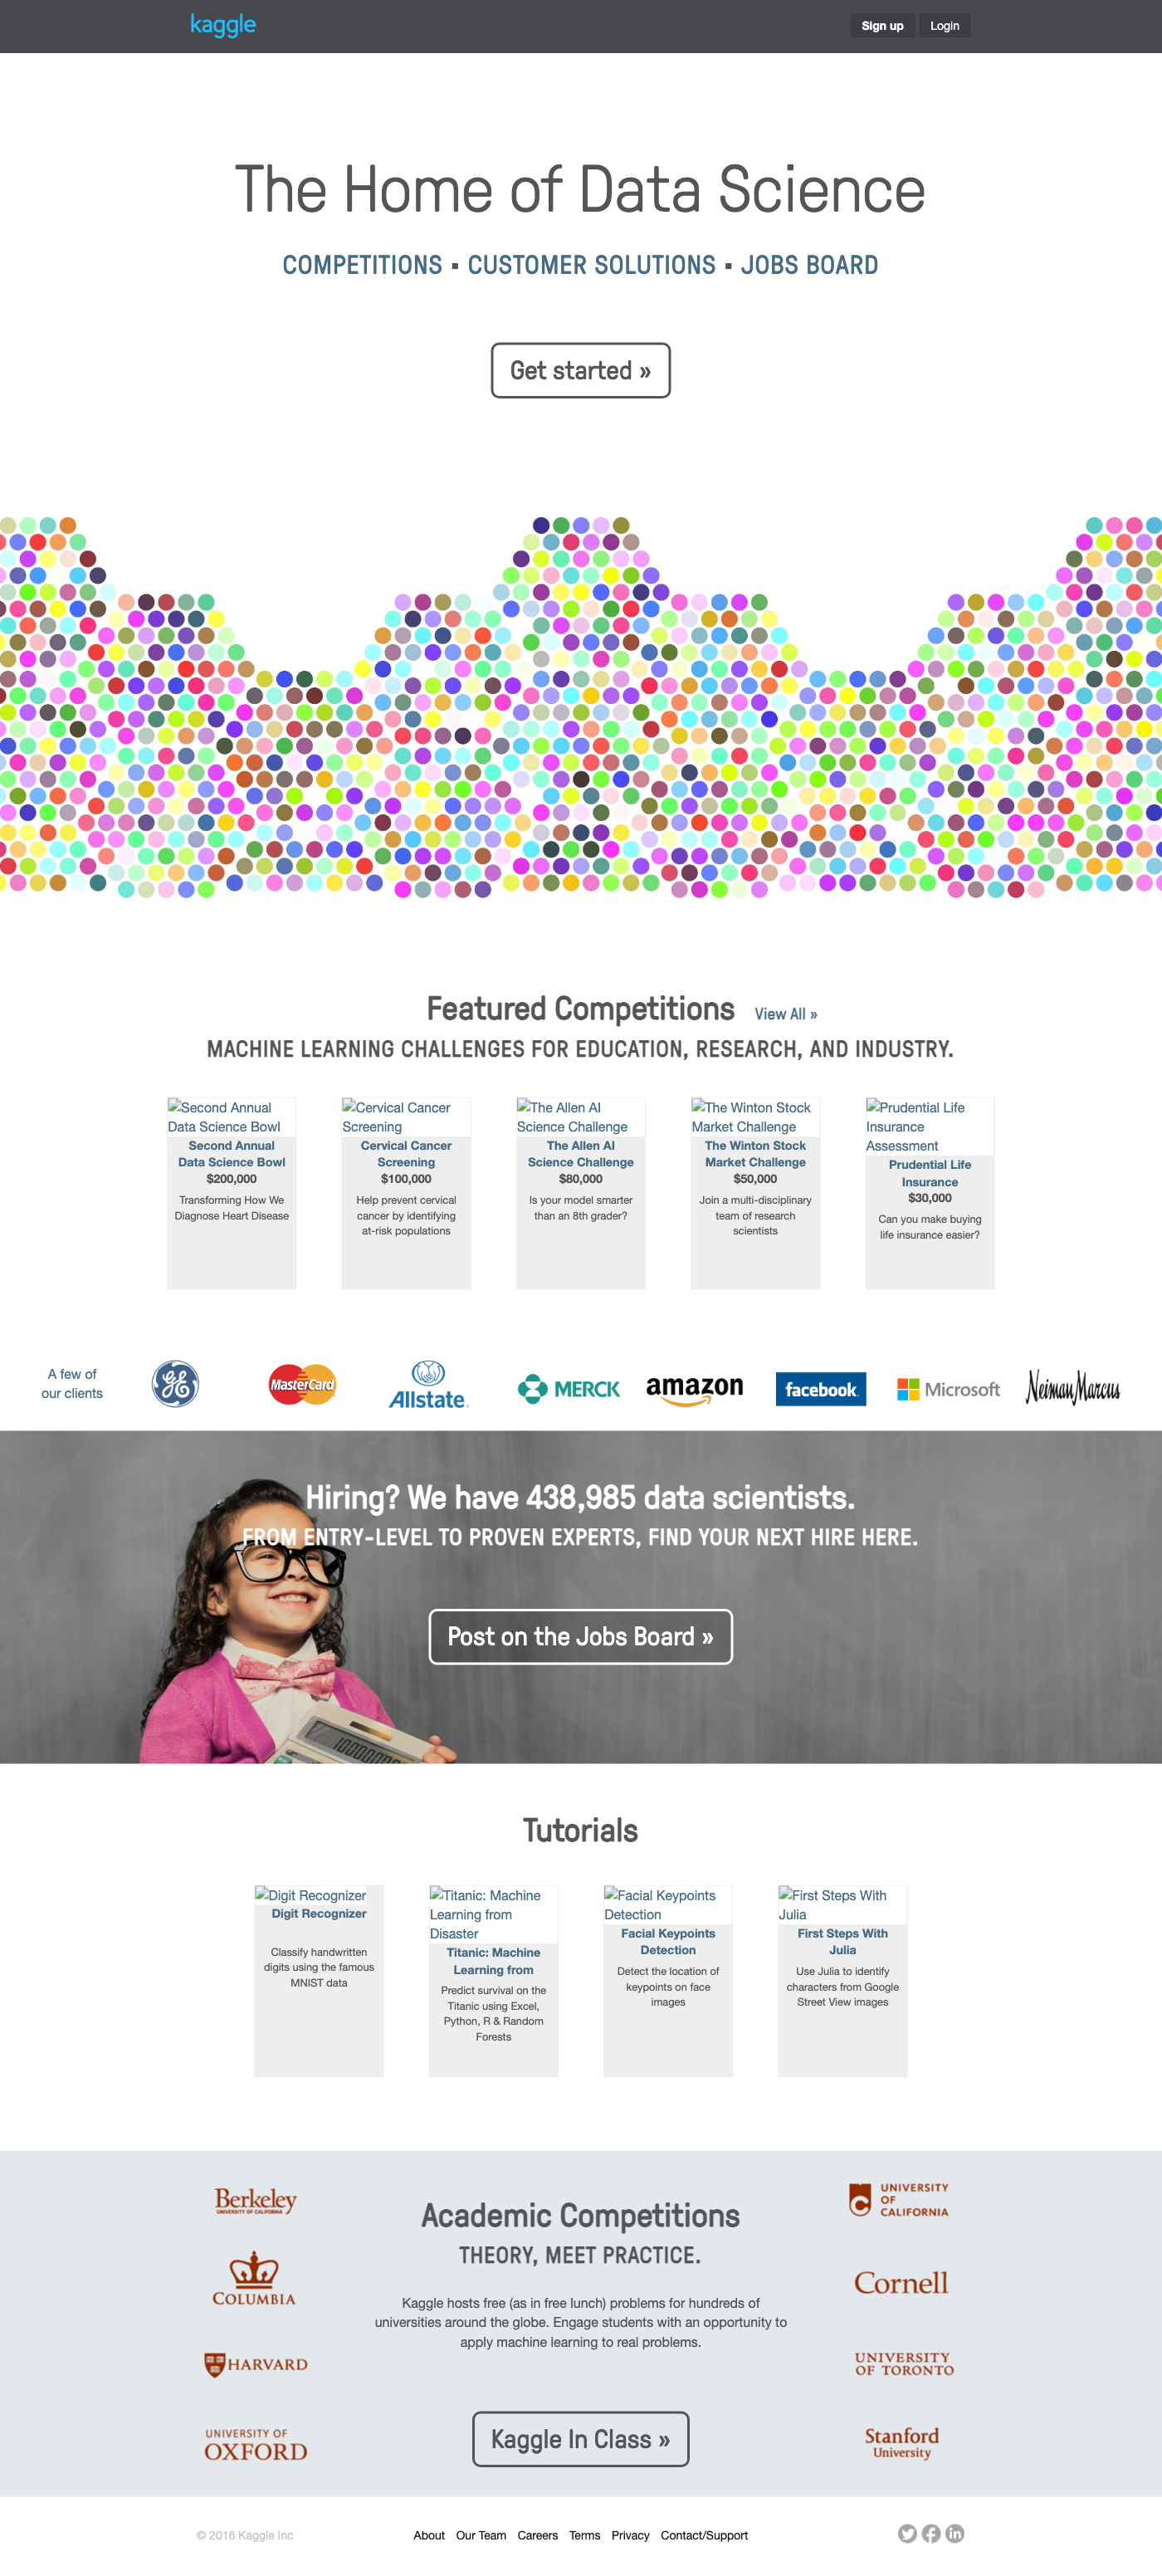 kaggle
Sign up
Login
The Home of Data Science
COMPETITIONS ▪ CUSTOMER SOLUTIONS ▪ JOBS BOARD
Get started »
Featured Competitions
View All »
MACHINE LEARNING CHALLENGES FOR EDUCATION, RESEARCH, AND INDUSTRY.
Second Annual
Data Science Bowl
Second Annual
Data Science Bowl
$200,000
Transforming How We
Diagnose Heart Disease
Cervical Cancer
Screening
Cervical Cancer
Screening
$100,000
Help prevent cervical
cancer by identifying
at-risk populations
The Allen AI
Science Challenge
The Allen AI
Science Challenge
$80,000
Is your model smarter
than an 8th grader?
The Winton Stock
Market Challenge
The Winton Stock
Market Challenge
$50,000
Join a multi-disciplinary
team of research
scientists
Prudential Life
Insurance
Assessment
Prudential Life
Insurance
$30,000
Can you make buying
life insurance easier?
A few of
our clients
GE
MasterCard
Allstate
MERCK
amazon
facebook
Microsoft
Neiman Marcus
Hiring? We have 438,985 data scientists.
FROM ENTRY-LEVEL TO PROVEN EXPERTS, FIND YOUR NEXT HIRE HERE.
Post on the Jobs Board »
Tutorials
Digit Recognizer
Digit Recognizer
Classify handwritten
digits using the famous
MNIST data
Titanic: Machine
Learning from
Disaster
Titanic: Machine
Learning from
Predict survival on the
Titanic using Excel,
Python, R & Random
Forests
Facial Keypoints
Detection
Facial Keypoints
Detection
Detect the location of
keypoints on face
images
First Steps With
Julia
First Steps With
Julia
Use Julia to identify
characters from Google
Street View images
Berkeley
UNIVERSITY OF CALIFORNIA
COLUMBIA
HARVARD
UNIVERSITY OF
OXFORD
Academic Competitions
THEORY, MEET PRACTICE.
Kaggle hosts free (as in free lunch) problems for hundreds of
universities around the globe. Engage students with an opportunity to
apply machine learning to real problems.
Kaggle In Class »
UNIVERSITY
OF
CALIFORNIA
Cornell
UNIVERSITY
OF TORONTO
Stanford
University
© 2016 Kaggle Inc
About Our Team Careers Terms Privacy Contact/Support